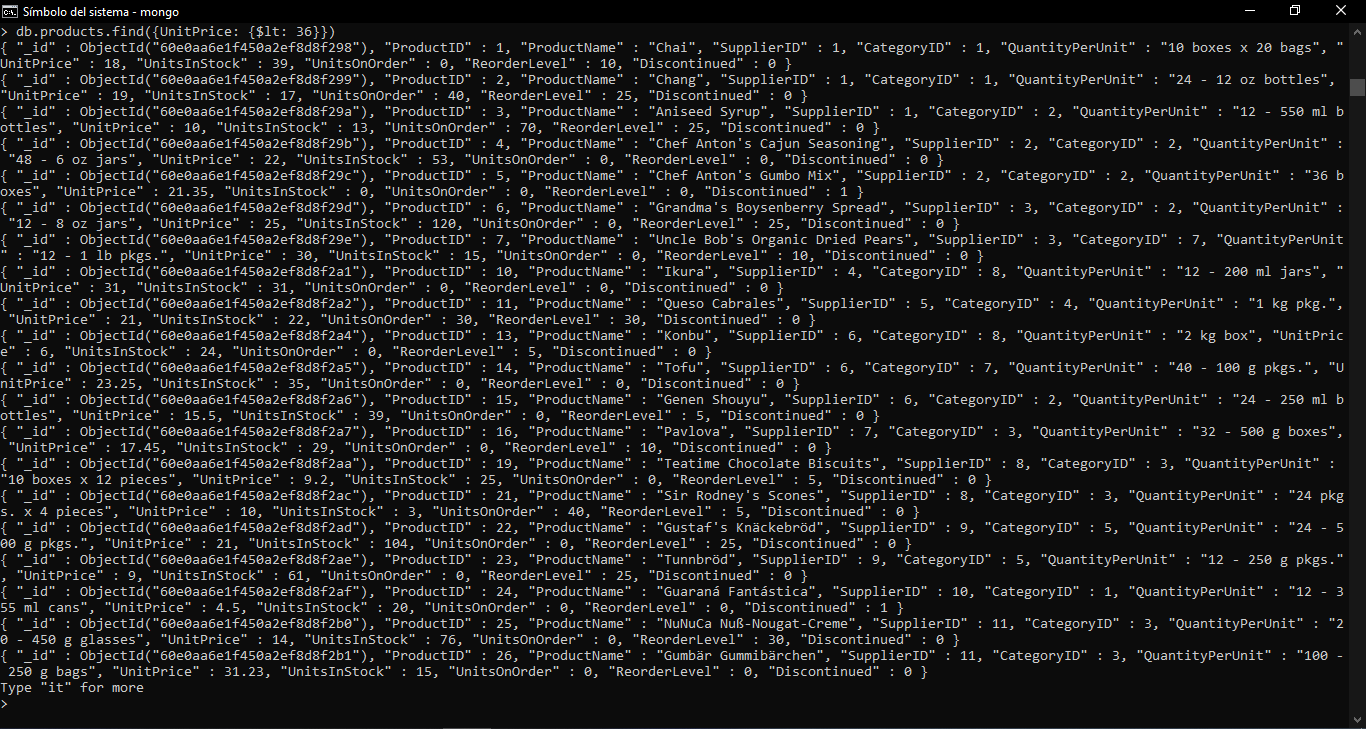 Símbolo del sistema - mongo
> db.products.find({UnitPrice: {$lt: 36}})
{ "_id" : ObjectId("60e0aa6e1f450a2ef8d8f298"), "ProductID" : 1, "ProductName" : "Chai", "SupplierID" : 1, "CategoryID" : 1, "QuantityPerUnit" : "10 boxes x 20 bags", "
UnitPrice" : 18, "UnitsInStock" : 39, "UnitsOnOrder" : 0, "ReorderLevel" : 10, "Discontinued" : 0 }
{ "_id" : ObjectId("60e0aa6e1f450a2ef8d8f299"), "ProductID" : 2, "ProductName" : "Chang", "SupplierID" : 1, "CategoryID" : 1, "QuantityPerUnit" : "24 - 12 oz bottles",
"UnitPrice" : 19, "UnitsInStock" : 17, "UnitsOnOrder" : 40, "ReorderLevel" : 25, "Discontinued" : 0 }
{ "_id" : ObjectId("60e0aa6e1f450a2ef8d8f29a"), "ProductID" : 3, "ProductName" : "Aniseed Syrup", "SupplierID" : 1, "CategoryID" : 2, "QuantityPerUnit" : "12 - 550 ml b
ottles", "UnitPrice" : 10, "UnitsInStock" : 13, "UnitsOnOrder" : 70, "ReorderLevel" : 25, "Discontinued" : 0 }
{ "_id" : ObjectId("60e0aa6e1f450a2ef8d8f29b"), "ProductID" : 4, "ProductName" : "Chef Anton's Cajun Seasoning", "SupplierID" : 2, "CategoryID" : 2, "QuantityPerUnit" :
"48 - 6 oz jars", "UnitPrice" : 22, "UnitsInStock" : 53, "UnitsOnOrder" : 0, "ReorderLevel" : 0, "Discontinued" : 0 }
{ "_id" : ObjectId("60e0aa6e1f450a2ef8d8f29c"), "ProductID" : 5, "ProductName" : "Chef Anton's Gumbo Mix", "SupplierID" : 2, "CategoryID" : 2, "QuantityPerUnit" : "36 b
oxes", "UnitPrice" : 21.35, "UnitsInStock" : 0, "UnitsOnOrder" : 0, "ReorderLevel" : 0, "Discontinued" : 1 }
{ "_id" : ObjectId("60e0aa6e1f450a2ef8d8f29d"), "ProductID" : 6, "ProductName" : "Grandma's Boysenberry Spread", "SupplierID" : 3, "CategoryID" : 2, "QuantityPerUnit" :
"12 - 8 oz jars", "UnitPrice" : 25, "UnitsInStock" : 120, "UnitsOnOrder" : 0, "ReorderLevel" : 25, "Discontinued" : 0 }
{ "_id" : ObjectId("60e0aa6e1f450a2ef8d8f29e"), "ProductID" : 7, "ProductName" : "Uncle Bob's Organic Dried Pears", "SupplierID" : 3, "CategoryID" : 7, "QuantityPerUnit
" : "12 - 1 lb pkgs.", "UnitPrice" : 30, "UnitsInStock" : 15, "UnitsOnOrder" : 0, "ReorderLevel" : 10, "Discontinued" : 0 }
{ "_id" : ObjectId("60e0aa6e1f450a2ef8d8f2a1"), "ProductID" : 10, "ProductName" : "Ikura", "SupplierID" : 4, "CategoryID" : 8, "QuantityPerUnit" : "12 - 200 ml jars", "
UnitPrice" : 31, "UnitsInStock" : 31, "UnitsOnOrder" : 0, "ReorderLevel" : 0, "Discontinued" : 0 }
{ "_id" : ObjectId("60e0aa6e1f450a2ef8d8f2a2"), "ProductID" : 11, "ProductName" : "Queso Cabrales", "SupplierID" : 5, "CategoryID" : 4, "QuantityPerUnit" : "1 kg pkg.",
"UnitPrice" : 21, "UnitsInStock" : 22, "UnitsOnOrder" : 30, "ReorderLevel" : 30, "Discontinued" : 0 }
{ "_id" : ObjectId("60e0aa6e1f450a2ef8d8f2a4"), "ProductID" : 13, "ProductName" : "Konbu", "SupplierID" : 6, "CategoryID" : 8, "QuantityPerUnit" : "2 kg box", "UnitPric
e" : 6, "UnitsInStock" : 24, "UnitsOnOrder" : 0, "ReorderLevel" : 5, "Discontinued" : 0 }
{ "_id" : ObjectId("60e0aa6e1f450a2ef8d8f2a5"), "ProductID" : 14, "ProductName" : "Tofu", "SupplierID" : 6, "CategoryID" : 7, "QuantityPerUnit" : "40 - 100 g pkgs.", "U
nitPrice" : 23.25, "UnitsInStock" : 35, "UnitsOnOrder" : 0, "ReorderLevel" : 0, "Discontinued" : 0 }
{ "_id" : ObjectId("60e0aa6e1f450a2ef8d8f2a6"), "ProductID" : 15, "ProductName" : "Genen Shouyu", "SupplierID" : 6, "CategoryID" : 2, "QuantityPerUnit" : "24 - 250 ml b
ottles", "UnitPrice" : 15.5, "UnitsInStock" : 39, "UnitsOnOrder" : 0, "ReorderLevel" : 5, "Discontinued" : 0 }
{ "_id" : ObjectId("60e0aa6e1f450a2ef8d8f2a7"), "ProductID" : 16, "ProductName" : "Pavlova", "SupplierID" : 7, "CategoryID" : 3, "QuantityPerUnit" : "32 - 500 g boxes",
"UnitPrice" : 17.45, "UnitsInStock" : 29, "UnitsOnOrder" : 0, "ReorderLevel" : 10, "Discontinued" : 0 }
{ "_id" : ObjectId("60e0aa6e1f450a2ef8d8f2aa"), "ProductID" : 19, "ProductName" : "Teatime Chocolate Biscuits", "SupplierID" : 8, "CategoryID" : 3, "QuantityPerUnit" :
"10 boxes x 12 pieces", "UnitPrice" : 9.2, "UnitsInStock" : 25, "UnitsOnOrder" : 0, "ReorderLevel" : 5, "Discontinued" : 0 }
{ "_id" : ObjectId("60e0aa6e1f450a2ef8d8f2ac"), "ProductID" : 21, "ProductName" : "Sir Rodney's Scones", "SupplierID" : 8, "CategoryID" : 3, "QuantityPerUnit" : "24 pkg
s. x 4 pieces", "UnitPrice" : 10, "UnitsInStock" : 3, "UnitsOnOrder" : 40, "ReorderLevel" : 5, "Discontinued" : 0 }
{ "_id" : ObjectId("60e0aa6e1f450a2ef8d8f2ad"), "ProductID" : 22, "ProductName" : "Gustaf's Knäckebröd", "SupplierID" : 9, "CategoryID" : 5, "QuantityPerUnit" : "24 - 5
00 g pkgs.", "UnitPrice" : 21, "UnitsInStock" : 104, "UnitsOnOrder" : 0, "ReorderLevel" : 25, "Discontinued" : 0 }
{ "_id" : ObjectId("60e0aa6e1f450a2ef8d8f2ae"), "ProductID" : 23, "ProductName" : "Tunnbröd", "SupplierID" : 9, "CategoryID" : 5, "QuantityPerUnit" : "12 - 250 g pkgs."
, "UnitPrice" : 9, "UnitsInStock" : 61, "UnitsOnOrder" : 0, "ReorderLevel" : 25, "Discontinued" : 0 }
{ "_id" : ObjectId("60e0aa6e1f450a2ef8d8f2af"), "ProductID" : 24, "ProductName" : "Guaraná Fantástica", "SupplierID" : 10, "CategoryID" : 1, "QuantityPerUnit" : "12 - 3
55 ml cans", "UnitPrice" : 4.5, "UnitsInStock" : 20, "UnitsOnOrder" : 0, "ReorderLevel" : 0, "Discontinued" : 1 }
{ "_id" : ObjectId("60e0aa6e1f450a2ef8d8f2b0"), "ProductID" : 25, "ProductName" : "NuNuCa Nuß-Nougat-Creme", "SupplierID" : 11, "CategoryID" : 3, "QuantityPerUnit" : "2
0 - 450 g glasses", "UnitPrice" : 14, "UnitsInStock" : 76, "UnitsOnOrder" : 0, "ReorderLevel" : 30, "Discontinued" : 0 }
{ "_id" : ObjectId("60e0aa6e1f450a2ef8d8f2b1"), "ProductID" : 26, "ProductName" : "Gumbär Gummibärchen", "SupplierID" : 11, "CategoryID" : 3, "QuantityPerUnit" : "100 -
250 g bags", "UnitPrice" : 31.23, "UnitsInStock" : 15, "UnitsOnOrder" : 0, "ReorderLevel" : 0, "Discontinued" : 0 }
Type "it" for more
>